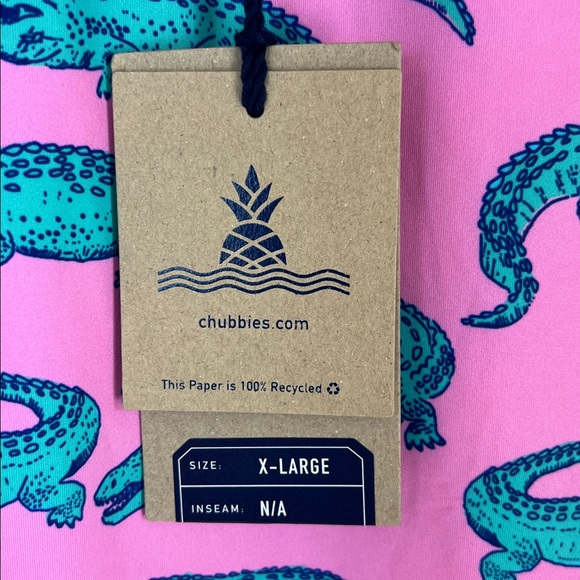 chubbies.com
This Paper is 100% Recycled
SIZE: X-LARGE
INSEAM: N/A